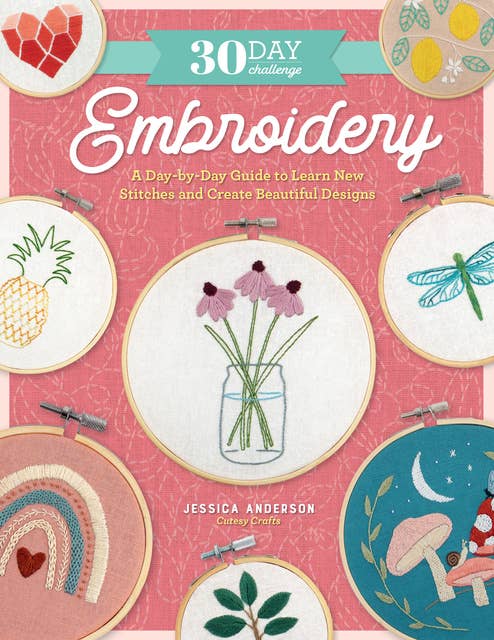 30 DAY
challenge
Embroidery
A Day-by-Day Guide to Learn New
Stitches and Create Beautiful Designs
JESSICA ANDERSON
Cutesy Crafts